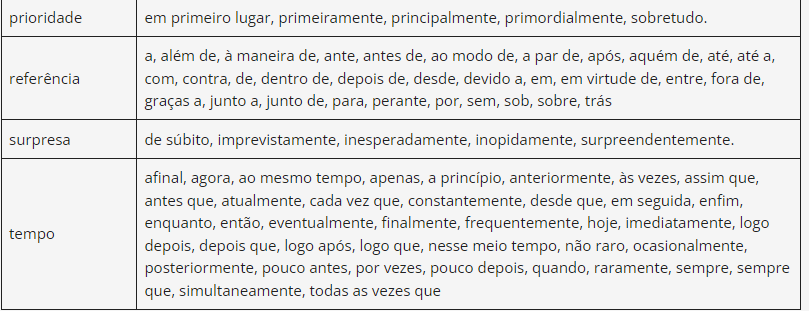 prioridade
em primeiro lugar, primeiramente, principalmente, primordialmente, sobretudo.
referência
a, além de, à maneira de, ante, antes de, ao modo de, a par de, após, aquém de, até, até a,
com, contra, de, dentro de, depois de, desde, devido a, em, em virtude de, entre, fora de,
graças a, junto a, junto de, para, perante, por, sem, sob, sobre, trás
surpresa
de súbito, imprevistamente, inesperadamente, inopidamente, surpreendentemente.
tempo
afinal, agora, ao mesmo tempo, apenas, a princípio, anteriormente, às vezes, assim que,
antes que, atualmente, cada vez que, constantemente, desde que, em seguida, enfim,
enquanto, então, eventualmente, finalmente, frequentemente, hoje, imediatamente, logo
depois, depois que, logo após, logo que, nesse meio tempo, não raro, ocasionalmente,
posteriormente, pouco antes, por vezes, pouco depois, quando, raramente, sempre, sempre
que, simultaneamente, todas as vezes que